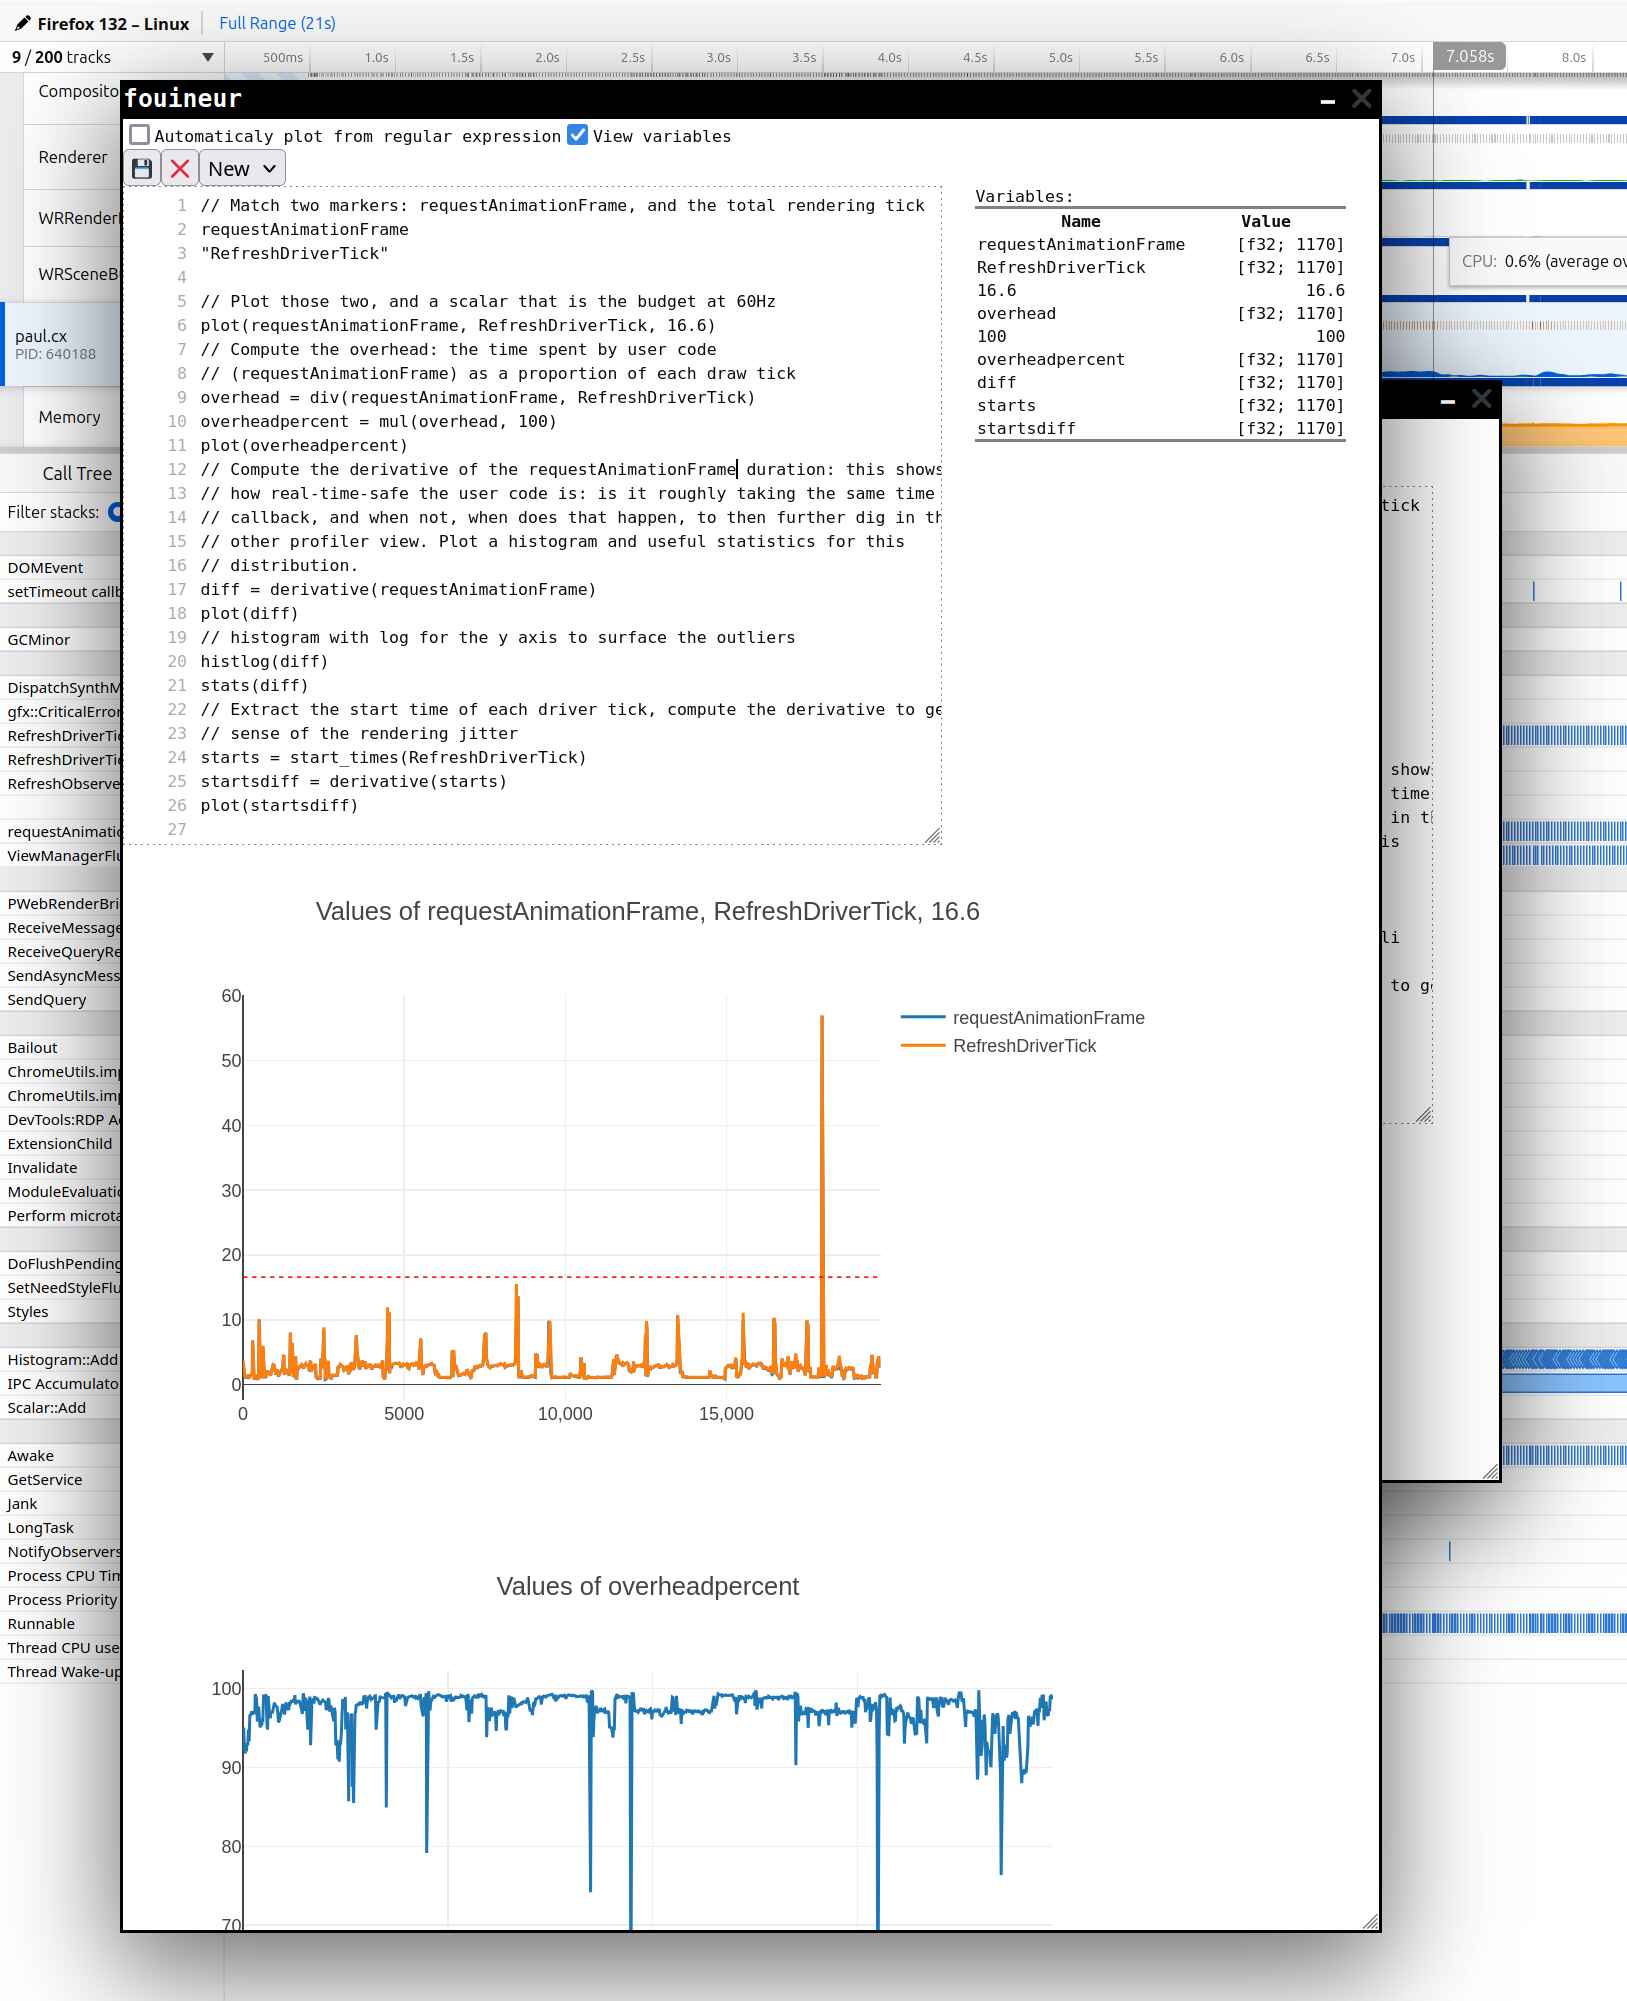 Firefox 132 – Linux
Full Range (21s)
9 / 200 tracks
500ms 1.0s 1.5s 2.0s 2.5s 3.0s 3.5s 4.0s 4.5s 5.0s 5.5s 6.0s 6.5s 7.0s 7.058s 8.0s
Composito
Renderer
WRRender
WRSceneB
paul.cx
PID: 640188
Memory
CPU: 0.6% (average ov
Call Tree
Filter stacks:
DOMEvent
setTimeout callb
GCMinor
DispatchSynthM
gfx::CriticalError
RefreshDriverTic
RefreshDriverTic
RefreshObserve
requestAnimatio
ViewManagerFlu
PWebRenderBri
ReceiveMessage
ReceiveQueryRe
SendAsyncMess
SendQuery
Bailout
ChromeUtils.imp
ChromeUtils.imp
DevTools:RDP Ac
ExtensionChild
Invalidate
ModuleEvaluatio
Perform microta
DoFlushPending
SetNeedStyleFlu
Styles
Histogram::Add
IPC Accumulato
Scalar::Add
Awake
GetService
Jank
LongTask
NotifyObservers
Process CPU Tim
Process Priority
Runnable
Thread CPU use
Thread Wake-up
fouineur
Automaticaly plot from regular expression View variables
New
1 // Match two markers: requestAnimationFrame, and the total rendering tick
2 requestAnimationFrame
3 "RefreshDriverTick"
4
5 // Plot those two, and a scalar that is the budget at 60Hz
6 plot(requestAnimationFrame, RefreshDriverTick, 16.6)
7 // Compute the overhead: the time spent by user code
8 // (requestAnimationFrame) as a proportion of each draw tick
9 overhead = div(requestAnimationFrame, RefreshDriverTick)
10 overheadpercent = mul(overhead, 100)
11 plot(overheadpercent)
12 // Compute the derivative of the requestAnimationFrame duration: this shows
13 // how real-time-safe the user code is: is it roughly taking the same time
14 // callback, and when not, when does that happen, to then further dig in th
15 // other profiler view. Plot a histogram and useful statistics for this
16 // distribution.
17 diff = derivative(requestAnimationFrame)
18 plot(diff)
19 // histogram with log for the y axis to surface the outliers
20 histlog(diff)
21 stats(diff)
22 // Extract the start time of each driver tick, compute the derivative to ge
23 // sense of the rendering jitter
24 starts = start_times(RefreshDriverTick)
25 startsdiff = derivative(starts)
26 plot(startsdiff)
27
Variables:
Name Value
requestAnimationFrame [f32; 1170]
RefreshDriverTick [f32; 1170]
16.6 16.6
overhead [f32; 1170]
100 100
overheadpercent [f32; 1170]
diff [f32; 1170]
starts [f32; 1170]
startsdiff [f32; 1170]
tick
show
time
in t
is
li
to g
Values of requestAnimationFrame, RefreshDriverTick, 16.6
60
50
40
30
20
10
0
0 5000 10,000 15,000
requestAnimationFrame
RefreshDriverTick
Values of overheadpercent
100
90
80
70